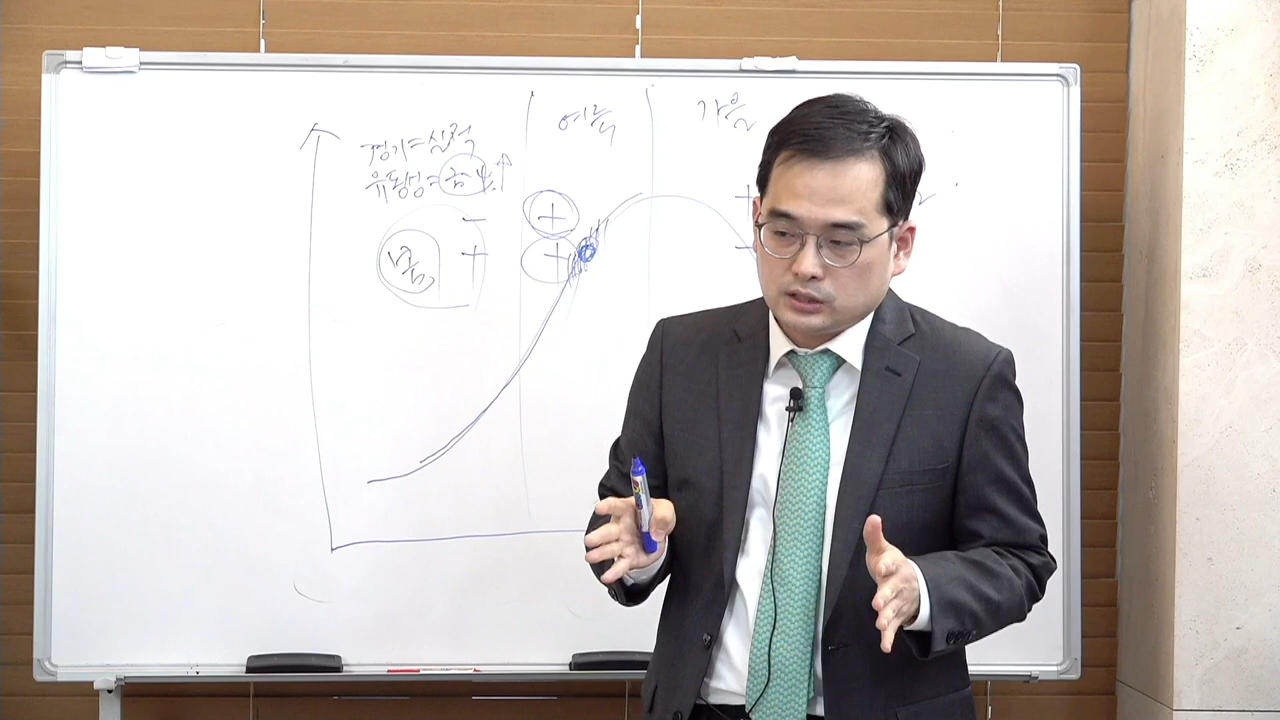 여름
가을
경기=실적
유동성=금리↑
-
+
봄
+
+
+
-